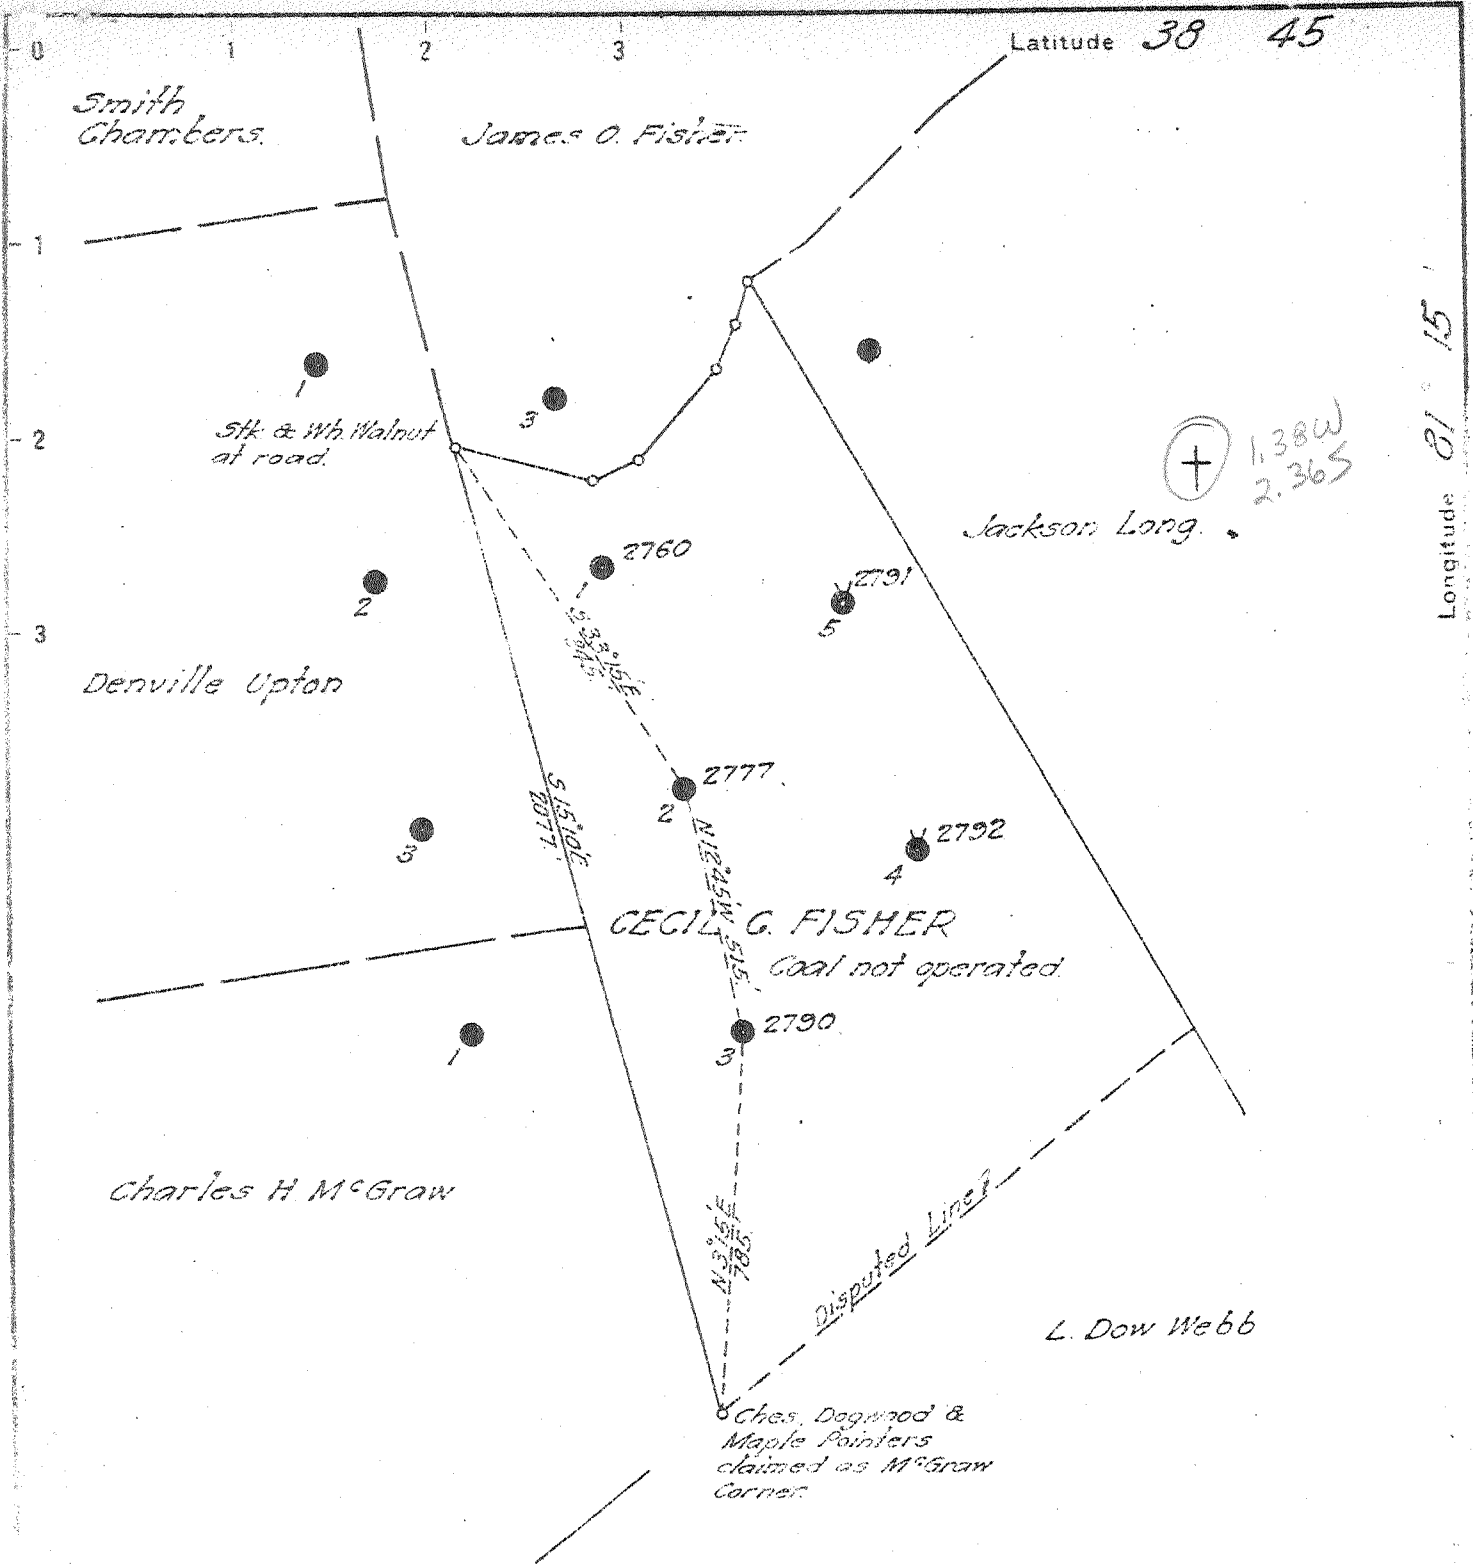 0 1 2 3
Latitude 38 45
Smith
Chambers.
James O. Fisher
1
Longitude 81° 15'
1
3
Stk. & Wh. Walnut
at road.
2
1.38W
2.36S
Jackson Long.
2760
1
2791
5
2
3
S 33°15'E
945'
Denville Upton
2777
2
S 15°10'E
2077'
N 12°45'W 515'
3
2792
4
CECIL G. FISHER
Coal not operated.
2790
3
1
Charles H. McGraw
N 3°15'E
785'
Disputed Line?
L. Dow Webb
Ches, Dogwood &
Maple Pointers
claimed as McGraw
Corner.